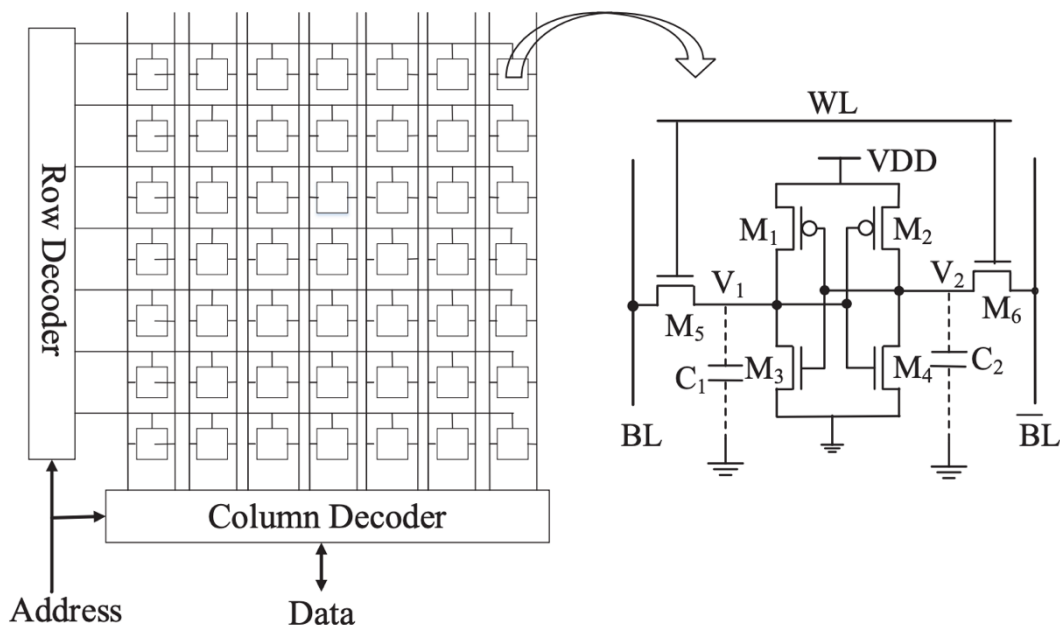 Row Decoder
Column Decoder
Address
Data
WL
VDD
M₁
M₂
V₁
V₂
M₅
M₆
C₁
M₃
M₄
C₂
BL
B̅L̅